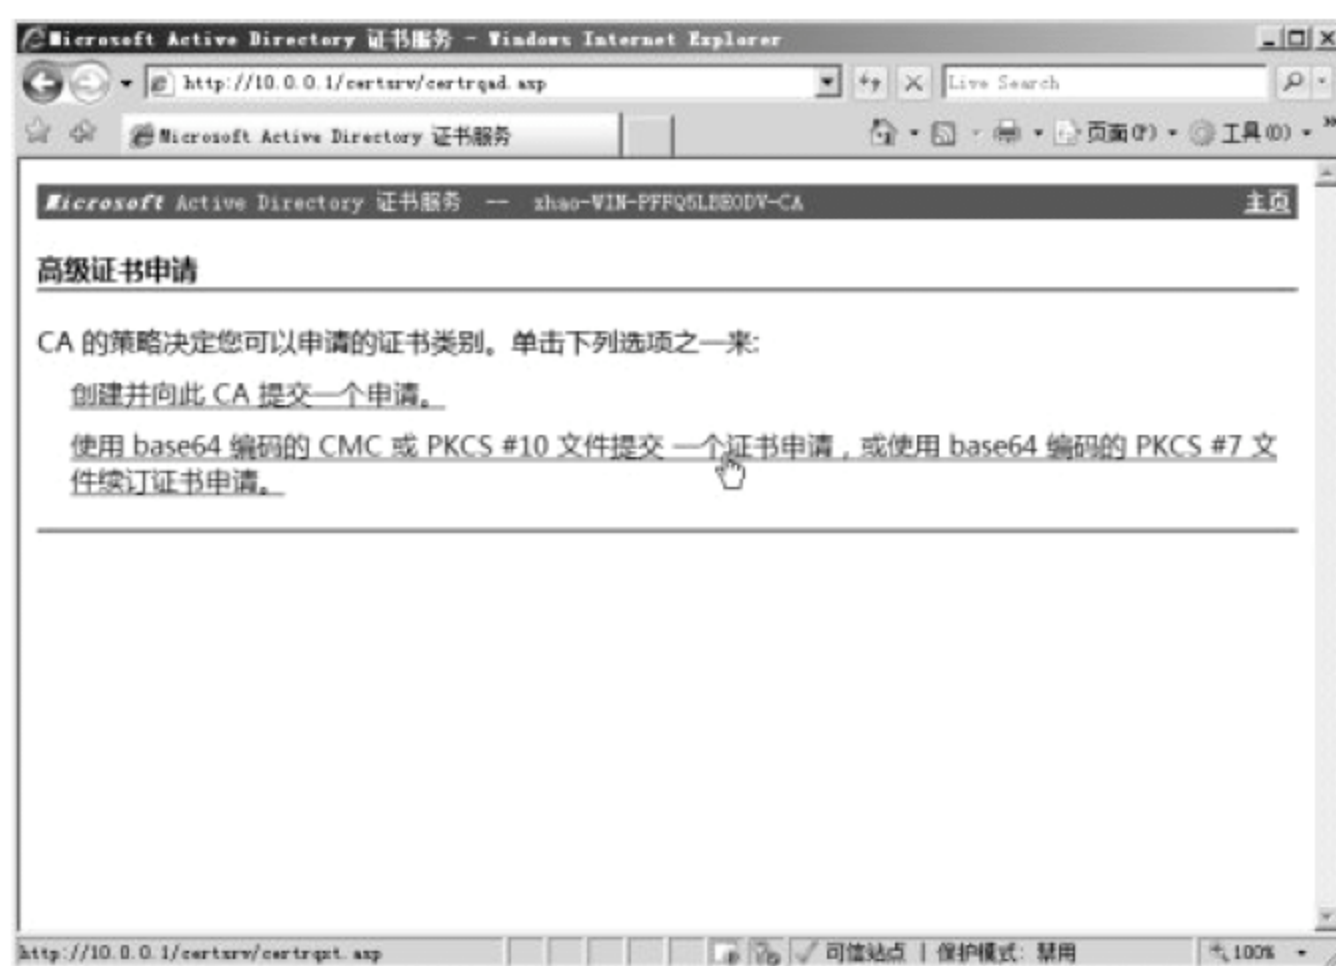 Microsoft Active Directory 证书服务 - Windows Internet Explorer
http://10.0.0.1/certsrv/certrqad.asp
Live Search
Microsoft Active Directory 证书服务
页面(P)
工具(O)
Microsoft Active Directory 证书服务 -- zhao-WIN-PFFQ5LBEODV-CA
主页
高级证书申请
CA 的策略决定您可以申请的证书类别。单击下列选项之一来:
创建并向此 CA 提交一个申请。
使用 base64 编码的 CMC 或 PKCS #10 文件提交 一个证书申请，或使用 base64 编码的 PKCS #7 文
件续订证书申请。
http://10.0.0.1/certsrv/certrqxt.asp
可信站点 | 保护模式: 禁用
100%